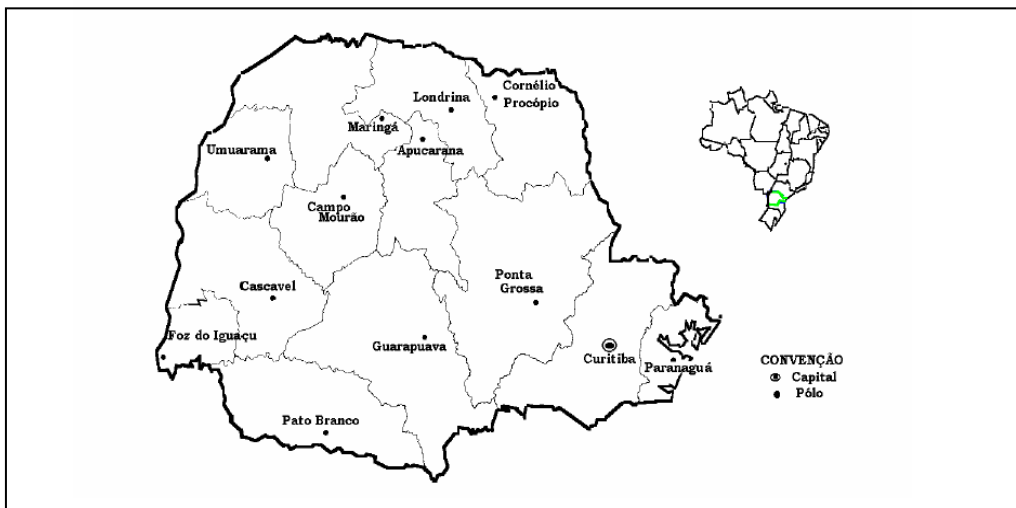 Cornélio
Procópio
Londrina
Maringá
Apucarana
Umuarama
Campo
Mourão
Ponta
Grossa
Cascavel
Foz do Iguaçu
Guarapuava
Curitiba
Paranaguá
Pato Branco
CONVENÇÃO
Capital
Pólo